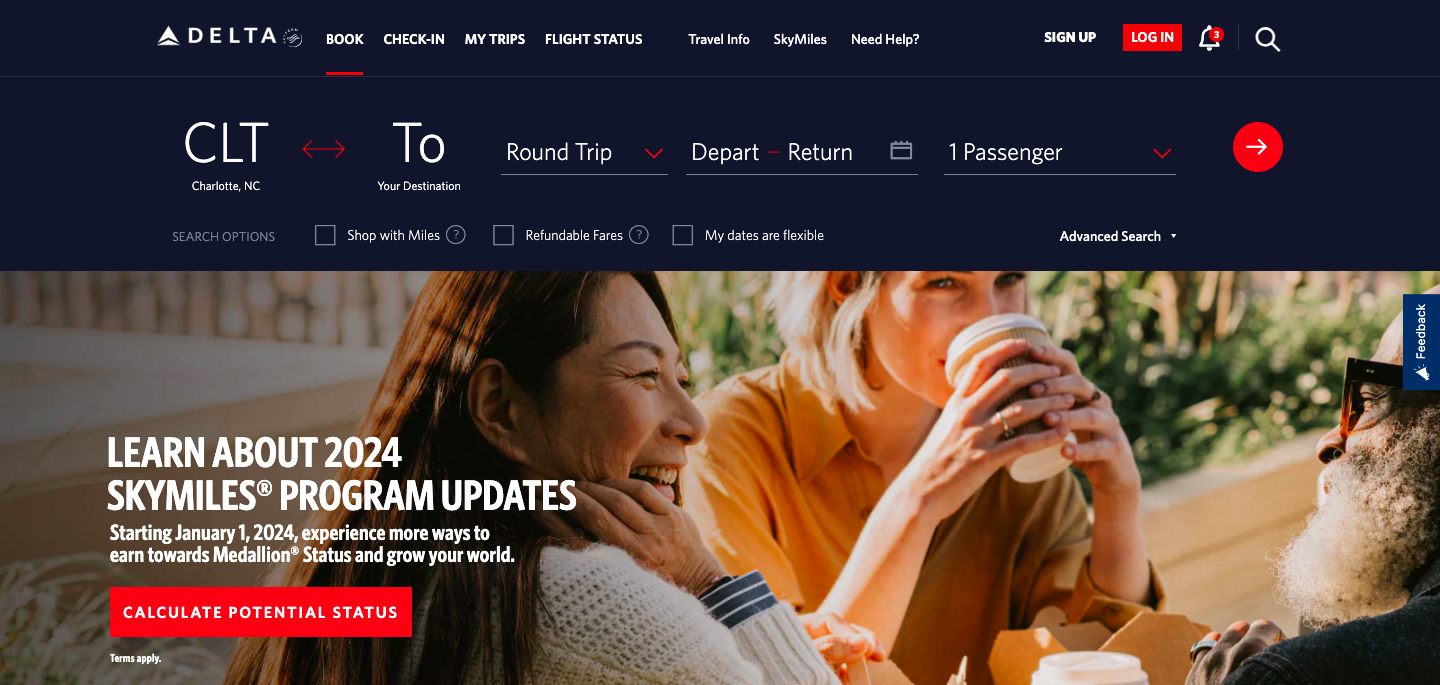 DELTA
BOOK CHECK-IN MY TRIPS FLIGHT STATUS Travel Info SkyMiles Need Help? SIGN UP LOG IN 3
CLT To Round Trip Depart — Return 1 Passenger
Charlotte, NC Your Destination
SEARCH OPTIONS Shop with Miles ? Refundable Fares ? My dates are flexible Advanced Search
Feedback
LEARN ABOUT 2024
SKYMILES® PROGRAM UPDATES
Starting January 1, 2024, experience more ways to
earn towards Medallion® Status and grow your world.
CALCULATE POTENTIAL STATUS
Terms apply.